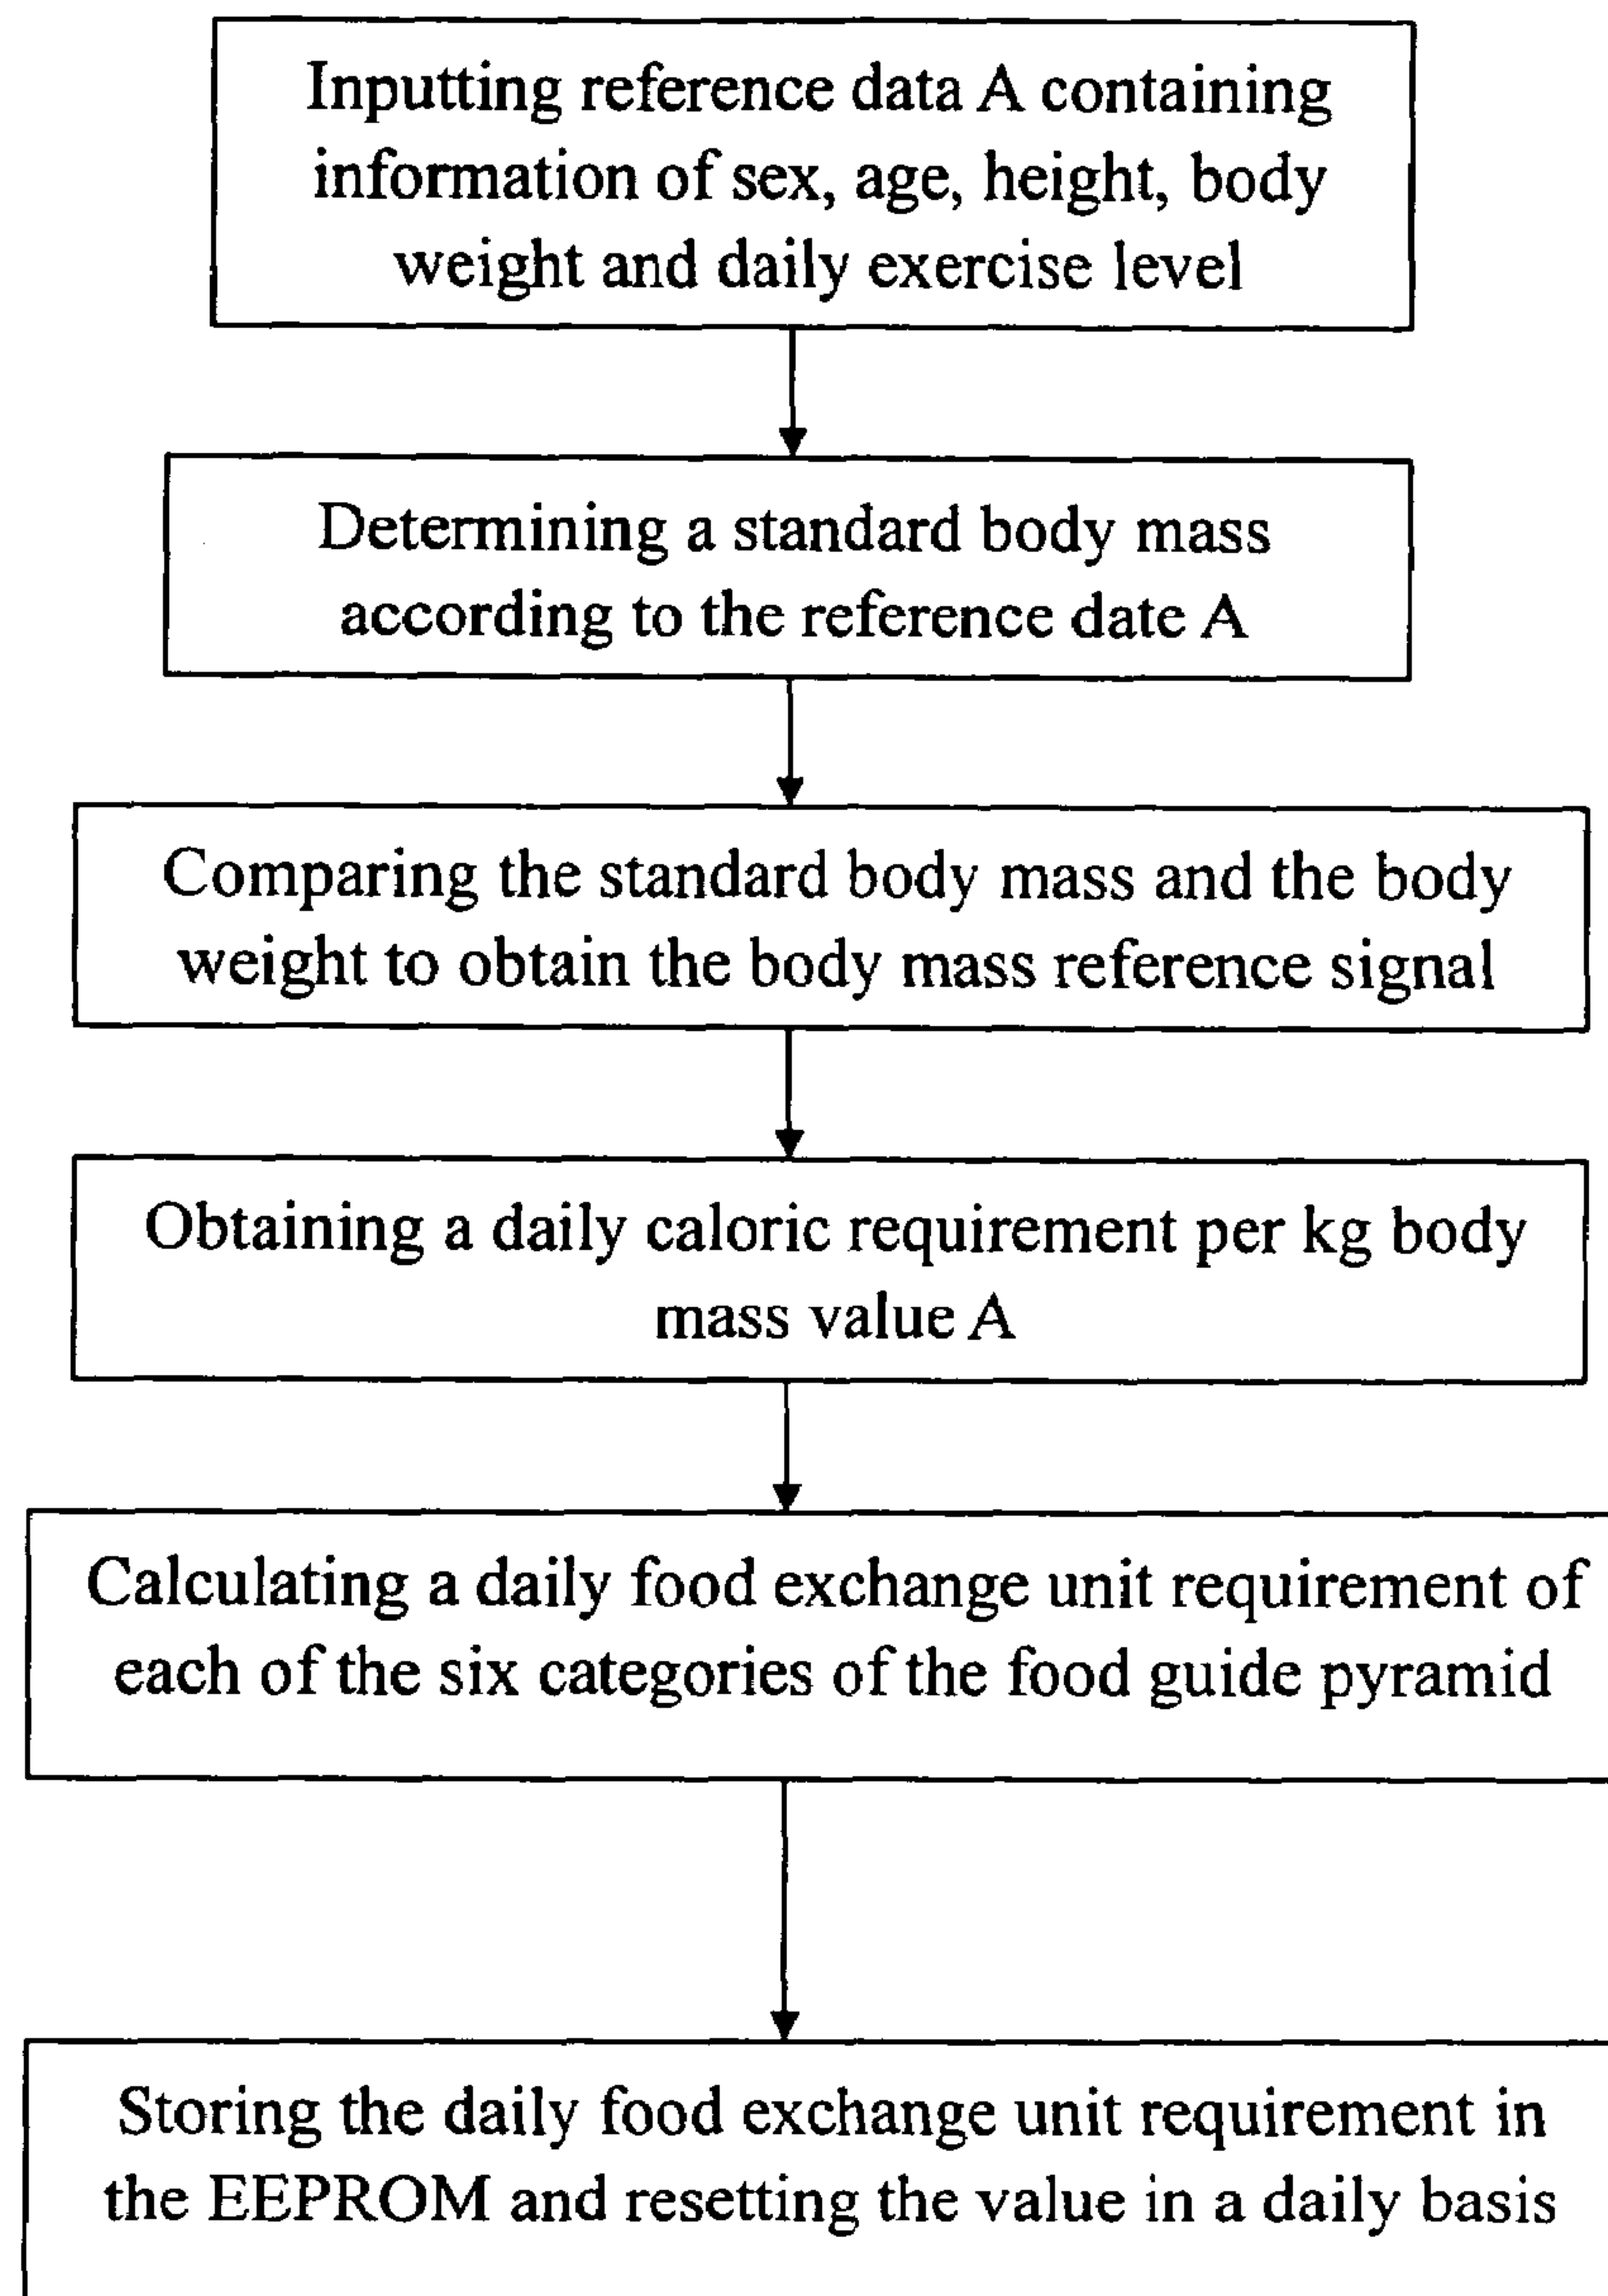 Inputting reference data A containing
information of sex, age, height, body
weight and daily exercise level
Determining a standard body mass
according to the reference date A
Comparing the standard body mass and the body
weight to obtain the body mass reference signal
Obtaining a daily caloric requirement per kg body
mass value A
Calculating a daily food exchange unit requirement of
each of the six categories of the food guide pyramid
Storing the daily food exchange unit requirement in
the EEPROM and resetting the value in a daily basis